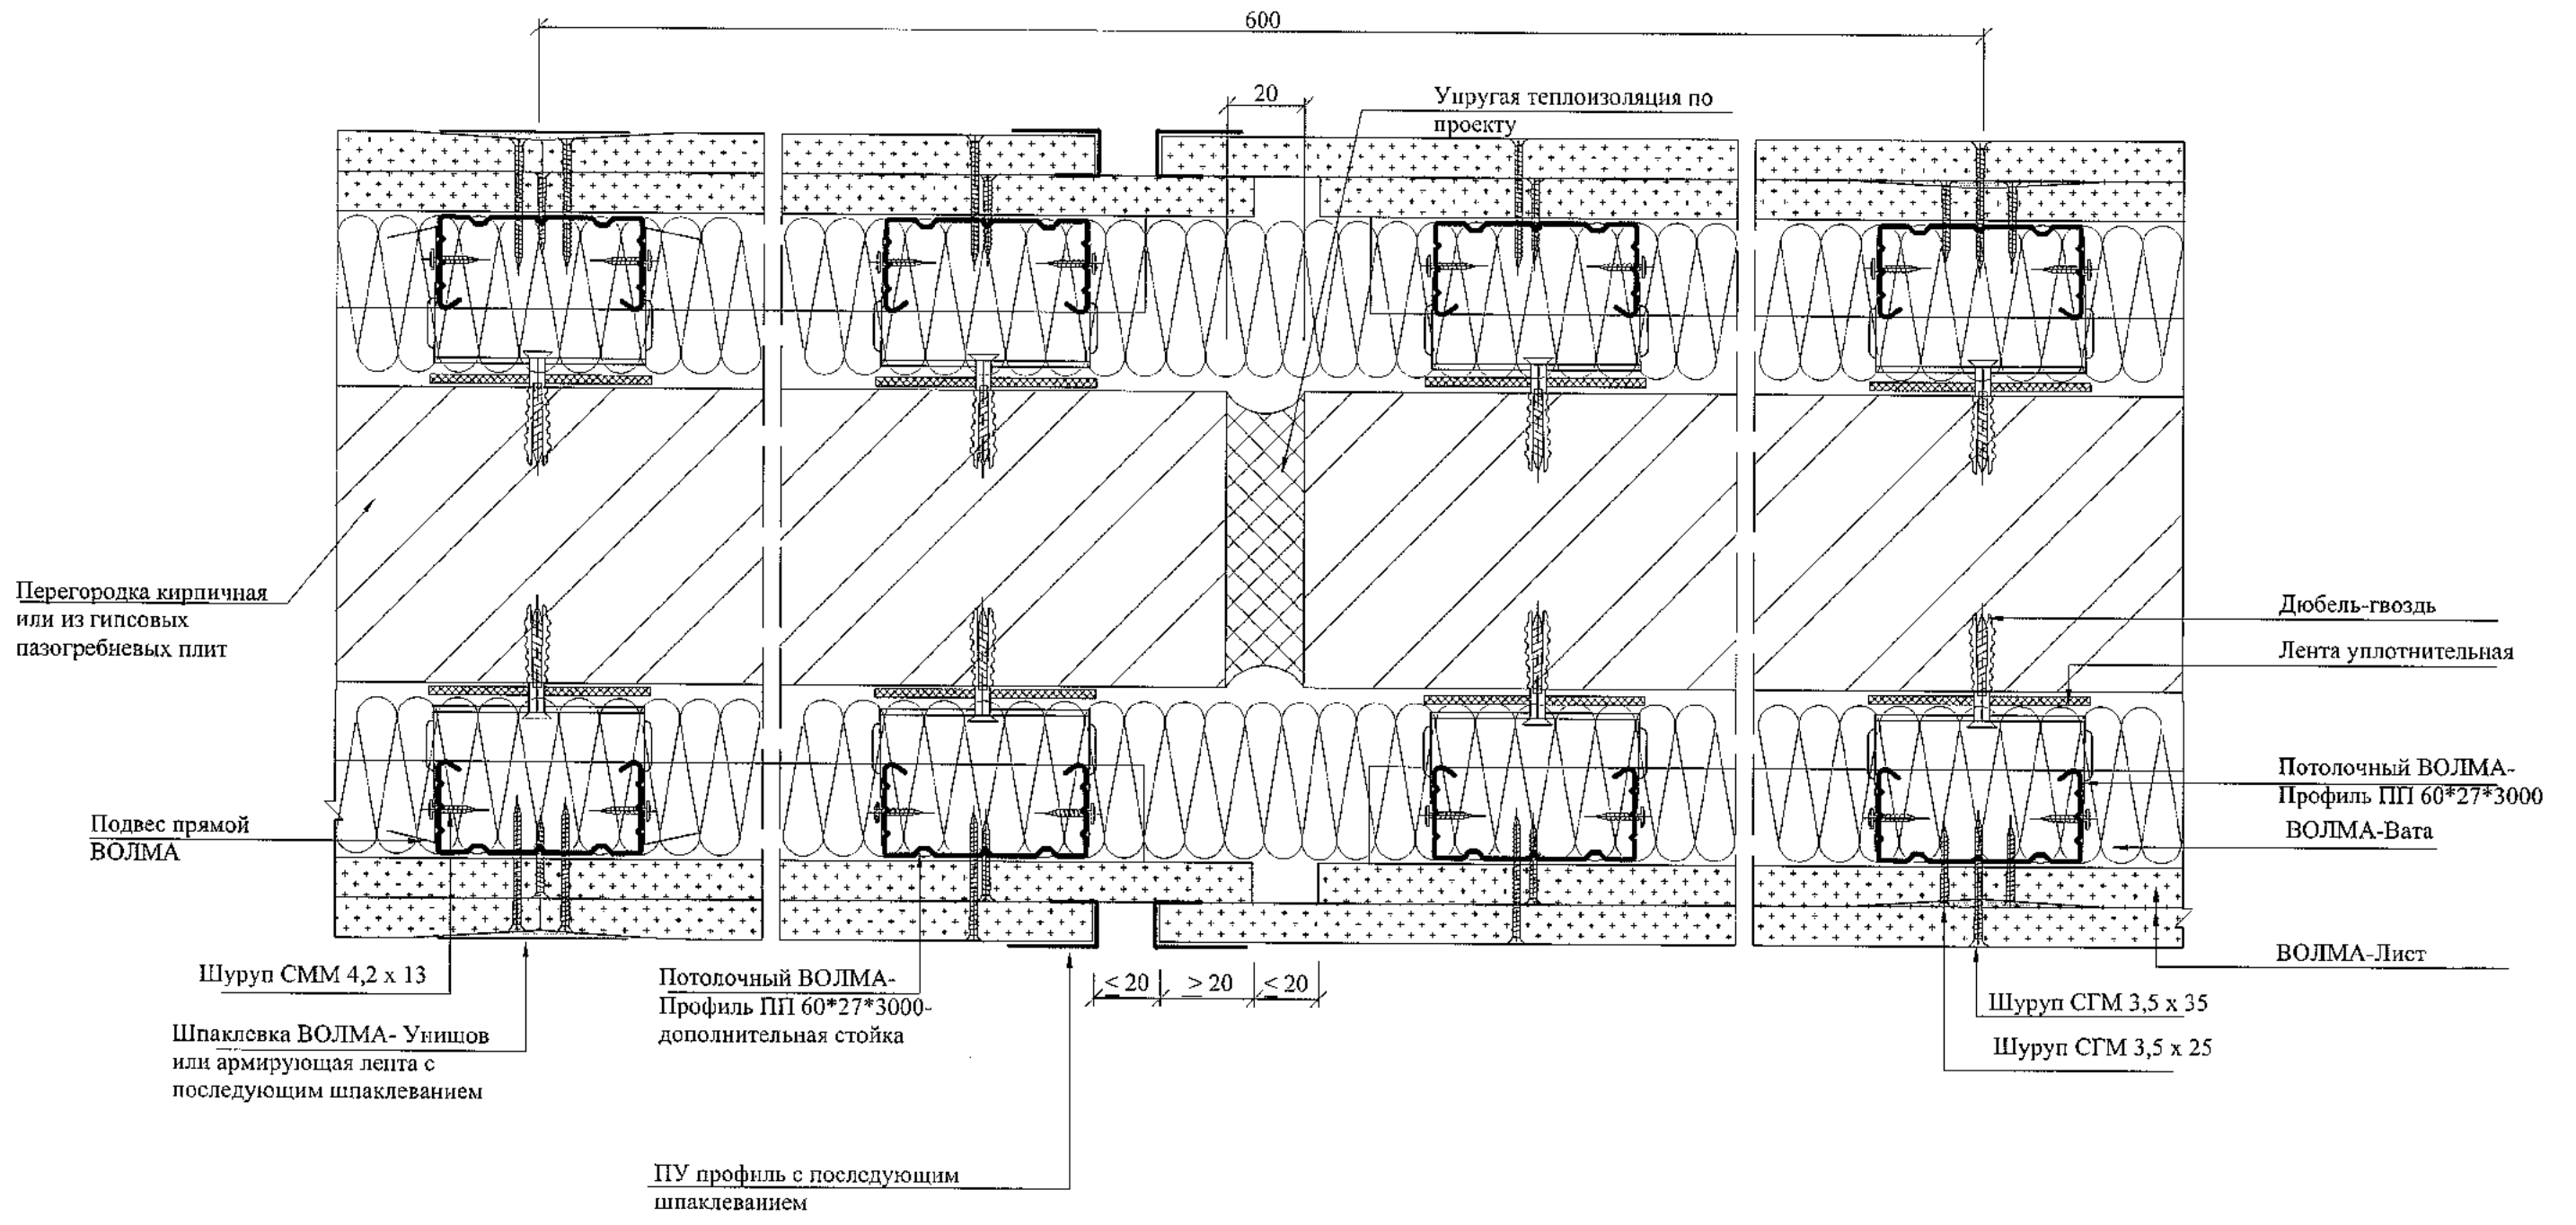 600
20
Упругая теплоизоляция по
проекту
Перегородка кирпичная
или из гипсовых
пазогребневых плит
Дюбель-гвоздь
Лента уплотнительная
Потолочный ВОЛМА-
Профиль ПП 60*27*3000
ВОЛМА-Вата
Подвес прямой
ВОЛМА
ВОЛМА-Лист
Шуруп СММ 4,2 х 13
Потолочный ВОЛМА-
Профиль ПП 60*27*3000-
дополнительная стойка
≤ 20
≥ 20
≤ 20
Шуруп СГМ 3,5 х 35
Шуруп СГМ 3,5 х 25
Шпаклевка ВОЛМА- Унишов
или армирующая лента с
последующим шпаклеванием
ПУ профиль с последующим
шпаклеванием